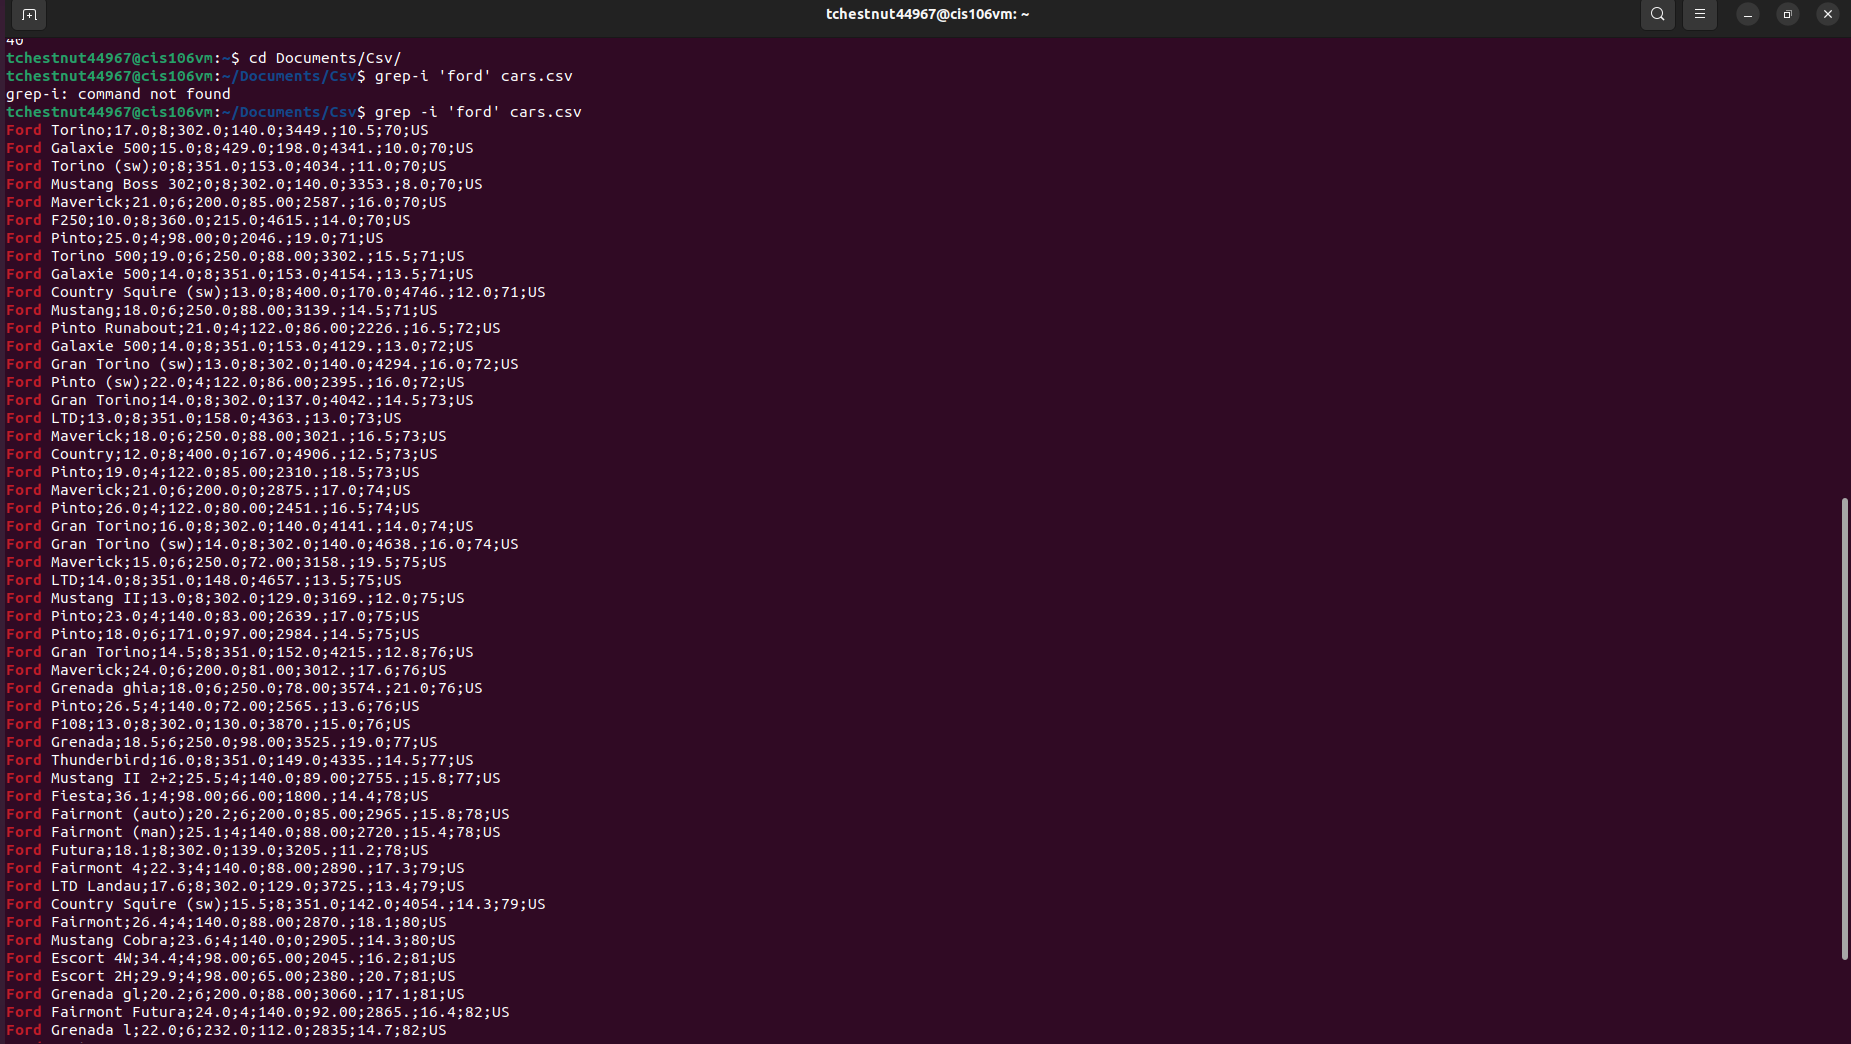 tchestnut44967@cis106vm: ~
40
tchestnut44967@cis106vm:~$ cd Documents/Csv/
tchestnut44967@cis106vm:~/Documents/Csv$ grep-i 'ford' cars.csv
grep-i: command not found
tchestnut44967@cis106vm:~/Documents/Csv$ grep -i 'ford' cars.csv
Ford Torino;17.0;8;302.0;140.0;3449.;10.5;70;US
Ford Galaxie 500;15.0;8;429.0;198.0;4341.;10.0;70;US
Ford Torino (sw);0;8;351.0;153.0;4034.;11.0;70;US
Ford Mustang Boss 302;0;8;302.0;140.0;3353.;8.0;70;US
Ford Maverick;21.0;6;200.0;85.00;2587.;16.0;70;US
Ford F250;10.0;8;360.0;215.0;4615.;14.0;70;US
Ford Pinto;25.0;4;98.00;0;2046.;19.0;71;US
Ford Torino 500;19.0;6;250.0;88.00;3302.;15.5;71;US
Ford Galaxie 500;14.0;8;351.0;153.0;4154.;13.5;71;US
Ford Country Squire (sw);13.0;8;400.0;170.0;4746.;12.0;71;US
Ford Mustang;18.0;6;250.0;88.00;3139.;14.5;71;US
Ford Pinto Runabout;21.0;4;122.0;86.00;2226.;16.5;72;US
Ford Galaxie 500;14.0;8;351.0;153.0;4129.;13.0;72;US
Ford Gran Torino (sw);13.0;8;302.0;140.0;4294.;16.0;72;US
Ford Pinto (sw);22.0;4;122.0;86.00;2395.;16.0;72;US
Ford Gran Torino;14.0;8;302.0;137.0;4042.;14.5;73;US
Ford LTD;13.0;8;351.0;158.0;4363.;13.0;73;US
Ford Maverick;18.0;6;250.0;88.00;3021.;16.5;73;US
Ford Country;12.0;8;400.0;167.0;4906.;12.5;73;US
Ford Pinto;19.0;4;122.0;85.00;2310.;18.5;73;US
Ford Maverick;21.0;6;200.0;0;2875.;17.0;74;US
Ford Pinto;26.0;4;122.0;80.00;2451.;16.5;74;US
Ford Gran Torino;16.0;8;302.0;140.0;4141.;14.0;74;US
Ford Gran Torino (sw);14.0;8;302.0;140.0;4638.;16.0;74;US
Ford Maverick;15.0;6;250.0;72.00;3158.;19.5;75;US
Ford LTD;14.0;8;351.0;148.0;4657.;13.5;75;US
Ford Mustang II;13.0;8;302.0;129.0;3169.;12.0;75;US
Ford Pinto;23.0;4;140.0;83.00;2639.;17.0;75;US
Ford Pinto;18.0;6;171.0;97.00;2984.;14.5;75;US
Ford Gran Torino;14.5;8;351.0;152.0;4215.;12.8;76;US
Ford Maverick;24.0;6;200.0;81.00;3012.;17.6;76;US
Ford Grenada ghia;18.0;6;250.0;78.00;3574.;21.0;76;US
Ford Pinto;26.5;4;140.0;72.00;2565.;13.6;76;US
Ford F108;13.0;8;302.0;130.0;3870.;15.0;76;US
Ford Grenada;18.5;6;250.0;98.00;3525.;19.0;77;US
Ford Thunderbird;16.0;8;351.0;149.0;4335.;14.5;77;US
Ford Mustang II 2+2;25.5;4;140.0;89.00;2755.;15.8;77;US
Ford Fiesta;36.1;4;98.00;66.00;1800.;14.4;78;US
Ford Fairmont (auto);20.2;6;200.0;85.00;2965.;15.8;78;US
Ford Fairmont (man);25.1;4;140.0;88.00;2720.;15.4;78;US
Ford Futura;18.1;8;302.0;139.0;3205.;11.2;78;US
Ford Fairmont 4;22.3;4;140.0;88.00;2890.;17.3;79;US
Ford LTD Landau;17.6;8;302.0;129.0;3725.;13.4;79;US
Ford Country Squire (sw);15.5;8;351.0;142.0;4054.;14.3;79;US
Ford Fairmont;26.4;4;140.0;88.00;2870.;18.1;80;US
Ford Mustang Cobra;23.6;4;140.0;0;2905.;14.3;80;US
Ford Escort 4W;34.4;4;98.00;65.00;2045.;16.2;81;US
Ford Escort 2H;29.9;4;98.00;65.00;2380.;20.7;81;US
Ford Grenada gl;20.2;6;200.0;88.00;3060.;17.1;81;US
Ford Fairmont Futura;24.0;4;140.0;92.00;2865.;16.4;82;US
Ford Grenada l;22.0;6;232.0;112.0;2835;14.7;82;US